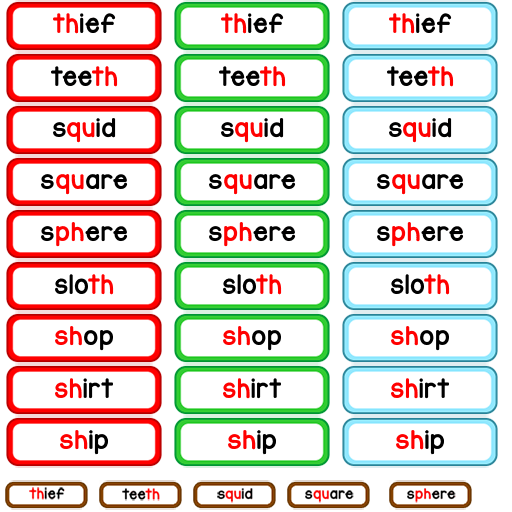 thief thief thief
teeth teeth teeth
squid squid squid
square square square
sphere sphere sphere
sloth sloth sloth
shop shop shop
shirt shirt shirt
ship ship ship
thief teeth squid square sphere